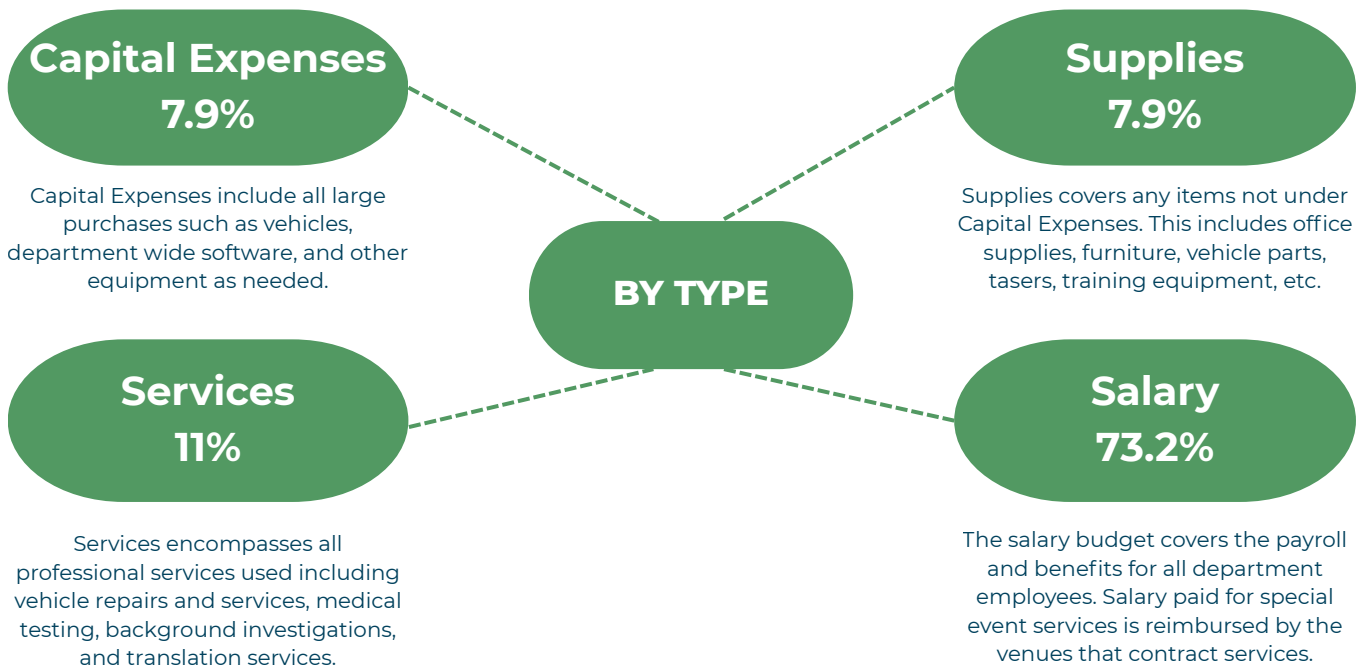 Capital Expenses
7.9%
Capital Expenses include all large
purchases such as vehicles,
department wide software, and other
equipment as needed.
Supplies
7.9%
Supplies covers any items not under
Capital Expenses. This includes office
supplies, furniture, vehicle parts,
tasers, training equipment, etc.
BY TYPE
Services
11%
Services encompasses all
professional services used including
vehicle repairs and services, medical
testing, background investigations,
and translation services.
Salary
73.2%
The salary budget covers the payroll
and benefits for all department
employees. Salary paid for special
event services is reimbursed by the
venues that contract services.